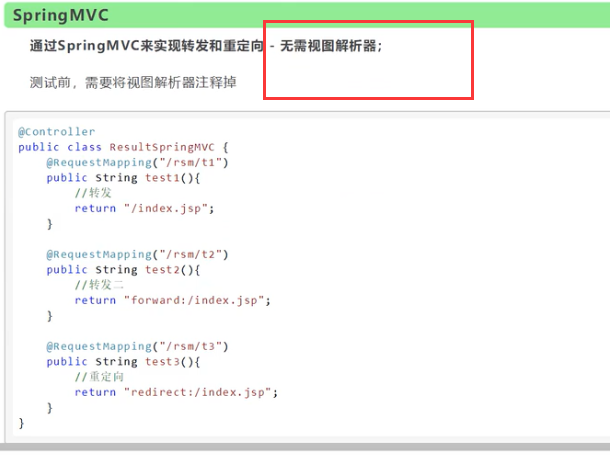 SpringMVC
通过SpringMVC来实现转发和重定向 - 无需视图解析器；
测试前，需要将视图解析器注释掉
@Controller
public class ResultSpringMVC {
    @RequestMapping("/rsm/t1")
    public String test1(){
        //转发
        return "/index.jsp";
    }
    @RequestMapping("/rsm/t2")
    public String test2(){
        //转发二
        return "forward:/index.jsp";
    }
    @RequestMapping("/rsm/t3")
    public String test3(){
        //重定向
        return "redirect:/index.jsp";
    }
}